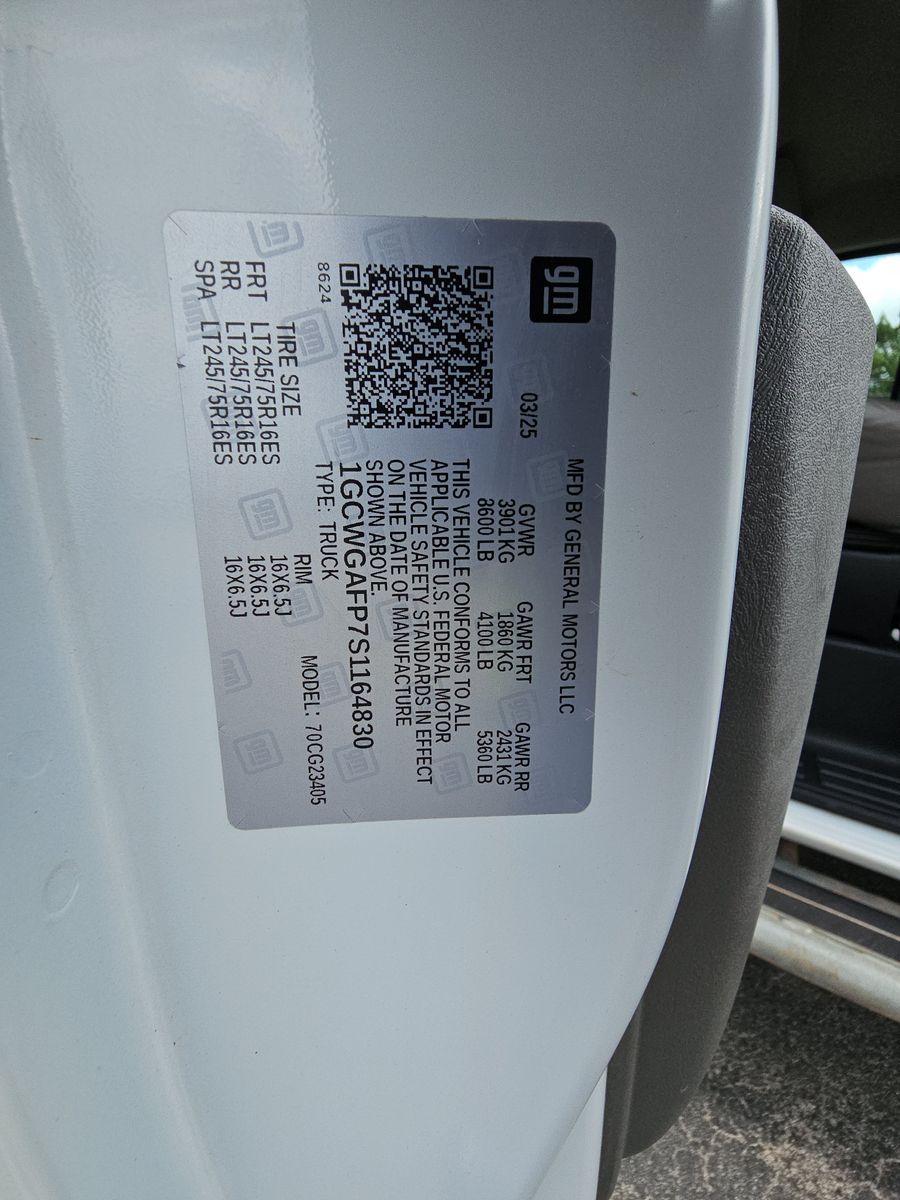 gm
MFD BY GENERAL MOTORS LLC
03/25
GVWR GAWR FRT GAWR RR
3901 KG 1860 KG 2431 KG
8600 LB 4100 LB 5360 LB
THIS VEHICLE CONFORMS TO ALL
APPLICABLE U.S. FEDERAL MOTOR
VEHICLE SAFETY STANDARDS IN EFFECT
ON THE DATE OF MANUFACTURE
SHOWN ABOVE.
1GCWGAFP7S1164830
TYPE: TRUCK MODEL: 70CG23405
8624
TIRE SIZE RIM
FRT LT245/75R16ES 16X6.5J
RR LT245/75R16ES 16X6.5J
SPA LT245/75R16ES 16X6.5J